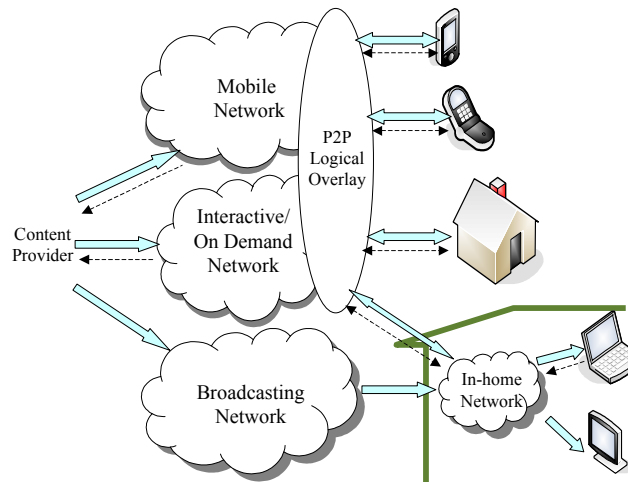 Mobile
Network
P2P
Logical
Overlay
Interactive/
On Demand
Network
Content
Provider
Broadcasting
Network
In-home
Network